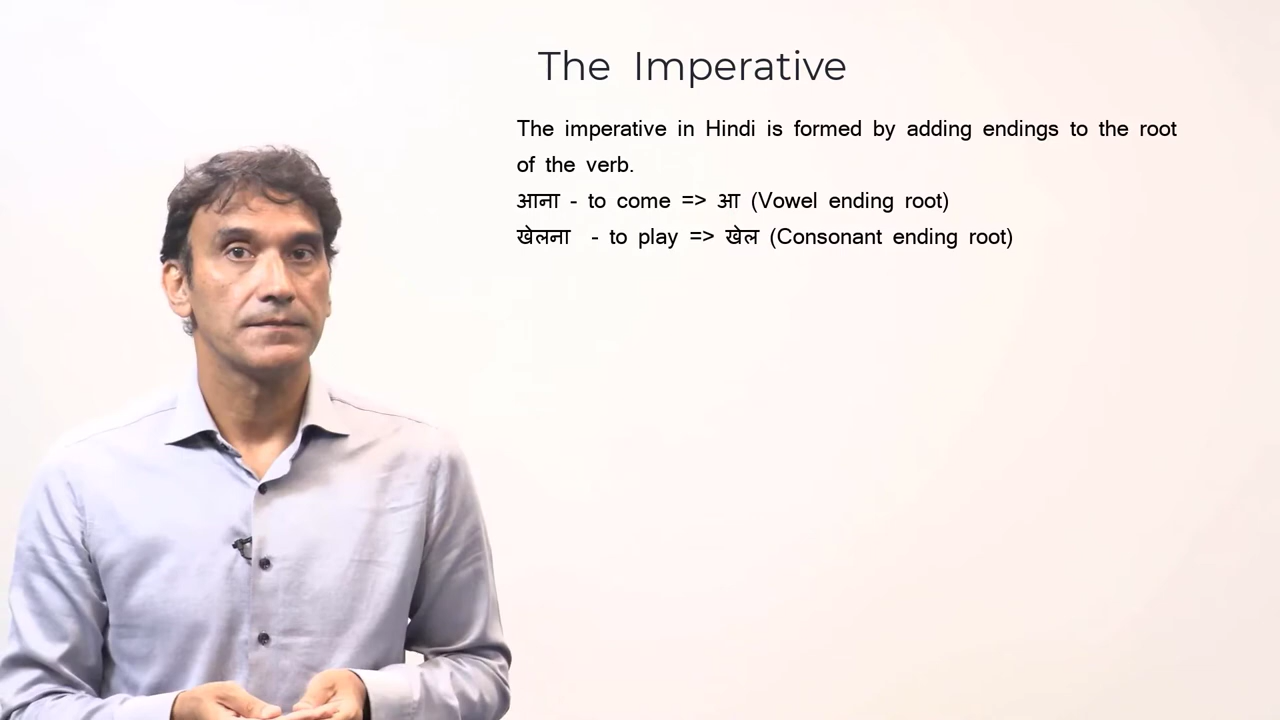 The Imperative
The imperative in Hindi is formed by adding endings to the root
of the verb.
आना - to come => आ (Vowel ending root)
खेलना - to play => खेल (Consonant ending root)